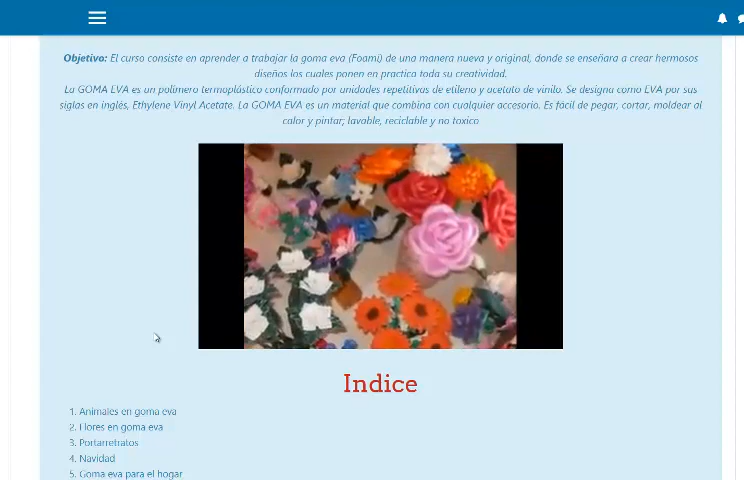 Objetivo: El curso consiste en aprender a trabajar la goma eva (Foami) de una manera nueva y original, donde se enseñara a crear hermosos
diseños los cuales ponen en practica toda su creatividad.
La GOMA EVA es un polímero termoplástico conformado por unidades repetitivas de etileno y acetato de vinilo. Se designa como EVA por sus
siglas en inglés, Ethylene Vinyl Acetate. La GOMA EVA es un material que combina con cualquier accesorio. Es fácil de pegar, cortar, moldear al
calor y pintar; lavable, reciclable y no toxico
Indice
1. Animales en goma eva
2. Flores en goma eva
3. Portarretratos
4. Navidad
5. Goma eva para el hogar